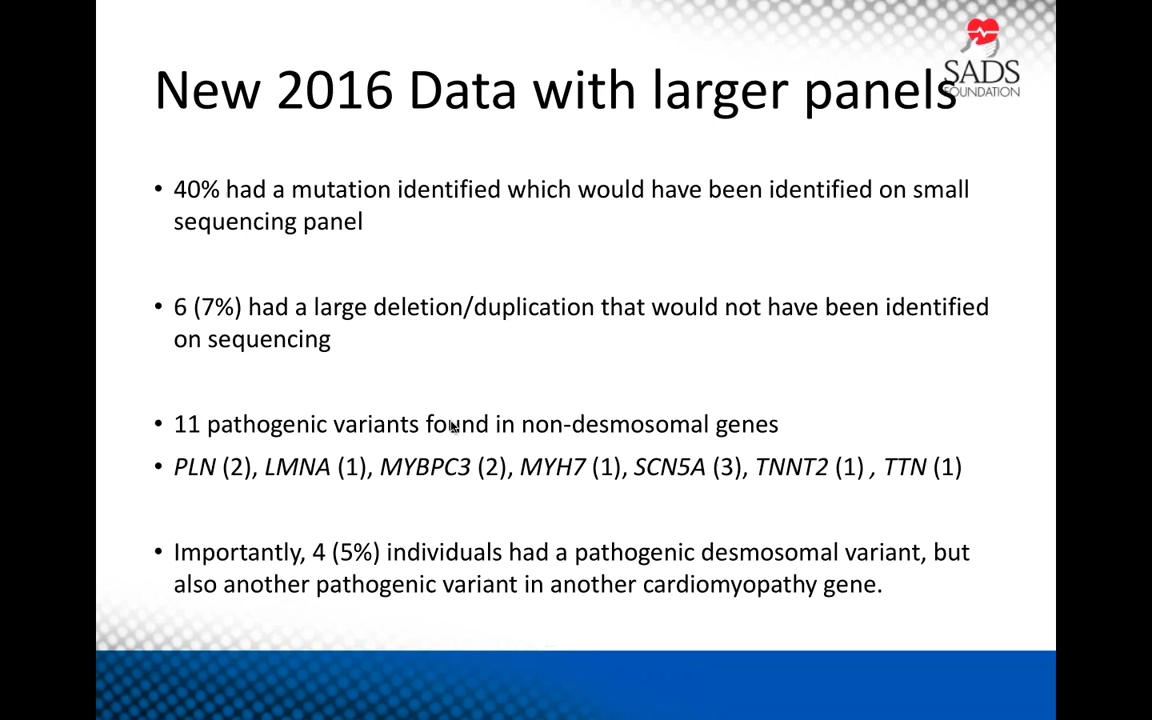 New 2016 Data with larger panels
SADS
FOUNDATION
• 40% had a mutation identified which would have been identified on small
sequencing panel
• 6 (7%) had a large deletion/duplication that would not have been identified
on sequencing
• 11 pathogenic variants found in non-desmosomal genes
• PLN (2), LMNA (1), MYBPC3 (2), MYH7 (1), SCN5A (3), TNNT2 (1) , TTN (1)
• Importantly, 4 (5%) individuals had a pathogenic desmosomal variant, but
also another pathogenic variant in another cardiomyopathy gene.